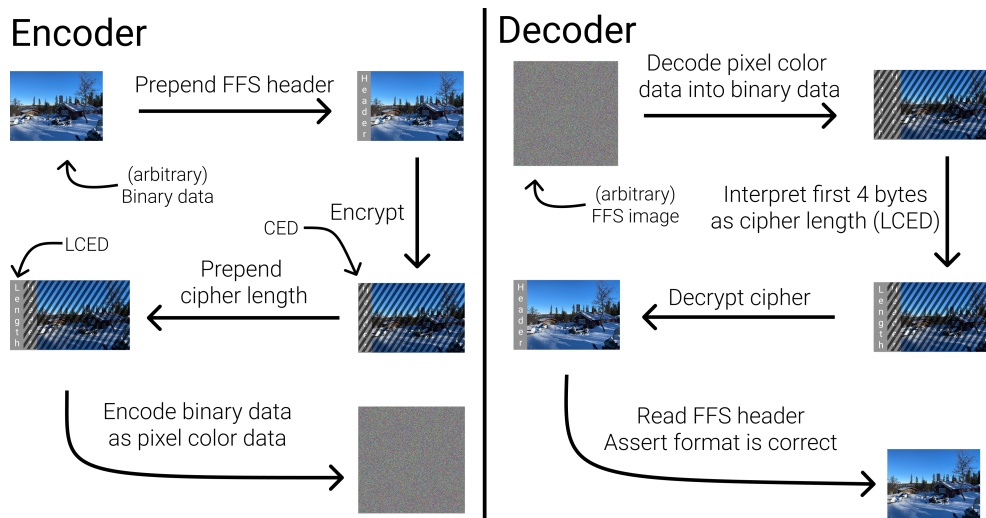 Encoder
Prepend FFS header
Header
(arbitrary)
Binary data
Encrypt
CED
LCED
Prepend
cipher length
Length
Encode binary data
as pixel color data
Decoder
Decode pixel color
data into binary data
(arbitrary)
FFS image
Interpret first 4 bytes
as cipher length (LCED)
Length
Decrypt cipher
Header
Read FFS header
Assert format is correct